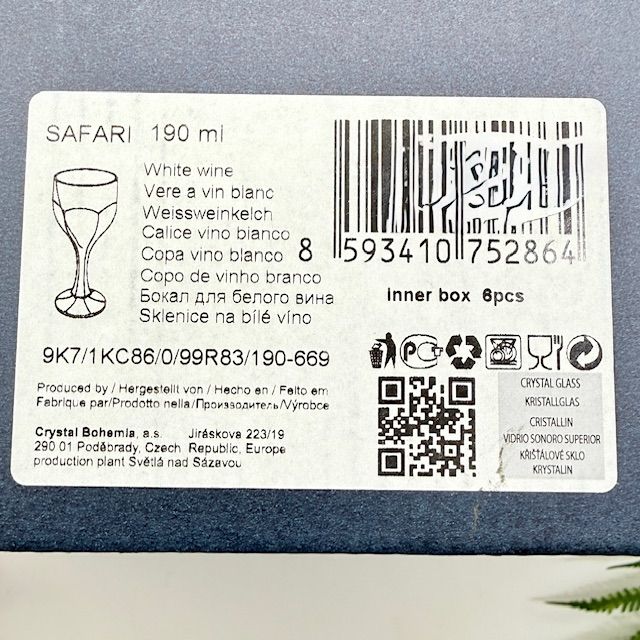 SAFARI 190 ml
White wine
Vere a vin blanc
Weissweinkelch
Calice vino blanco
Copa vino blanco
Copo de vinho branco
Бокал для белого вина
Sklenice na bílé víno
8 593410 752864
inner box 6pcs
9K7/1KC86/0/99R83/190-669
Produced by / Hergestellt von / Hecho en / Feito em
Fabrique par/Prodotto nella/Производитель/Výrobce
Crystal Bohemia, a.s. Jiráskova 223/19
290 01 Poděbrady, Czech Republic, Europe
production plant Světlá nad Sázavou
CRYSTAL GLASS
KRISTALLGLAS
CRISTALLIN
VIDRIO SONORO SUPERIOR
KŘIŠŤÁLOVÉ SKLO
KRYSTALIN